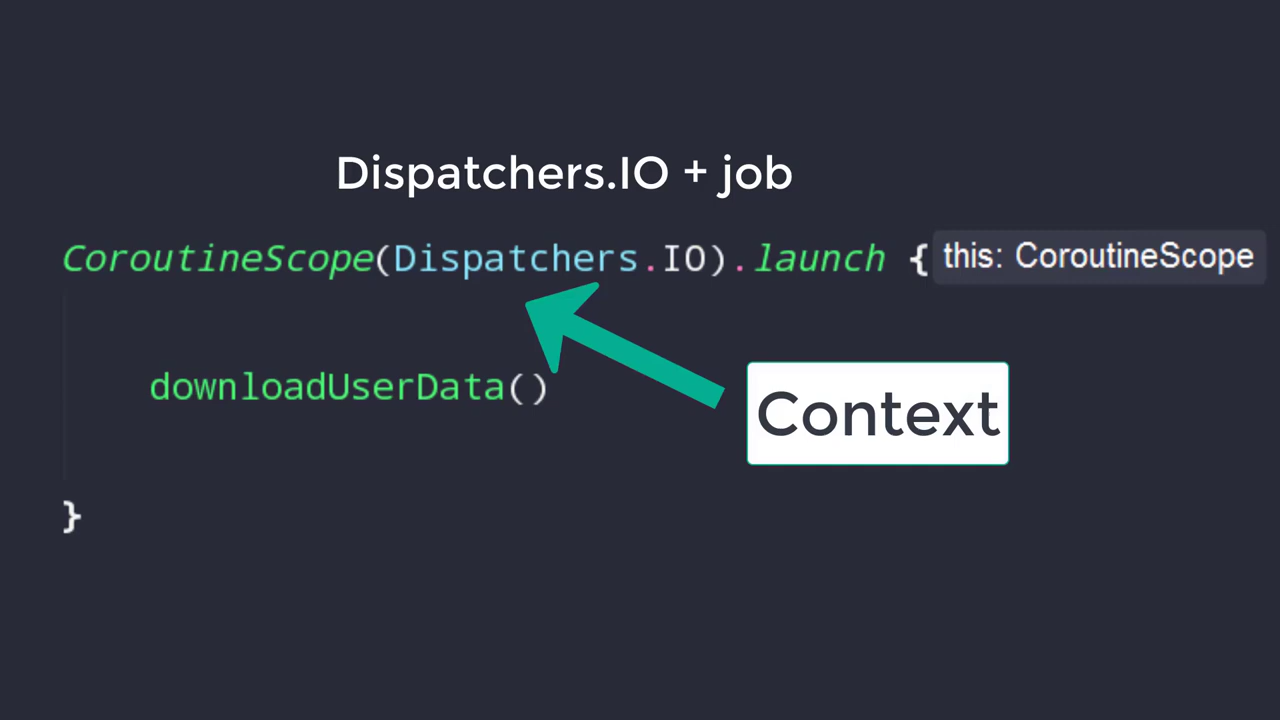 Dispatchers.IO + job
CoroutineScope(Dispatchers.IO).launch { this: CoroutineScope
downloadUserData()
Context
}